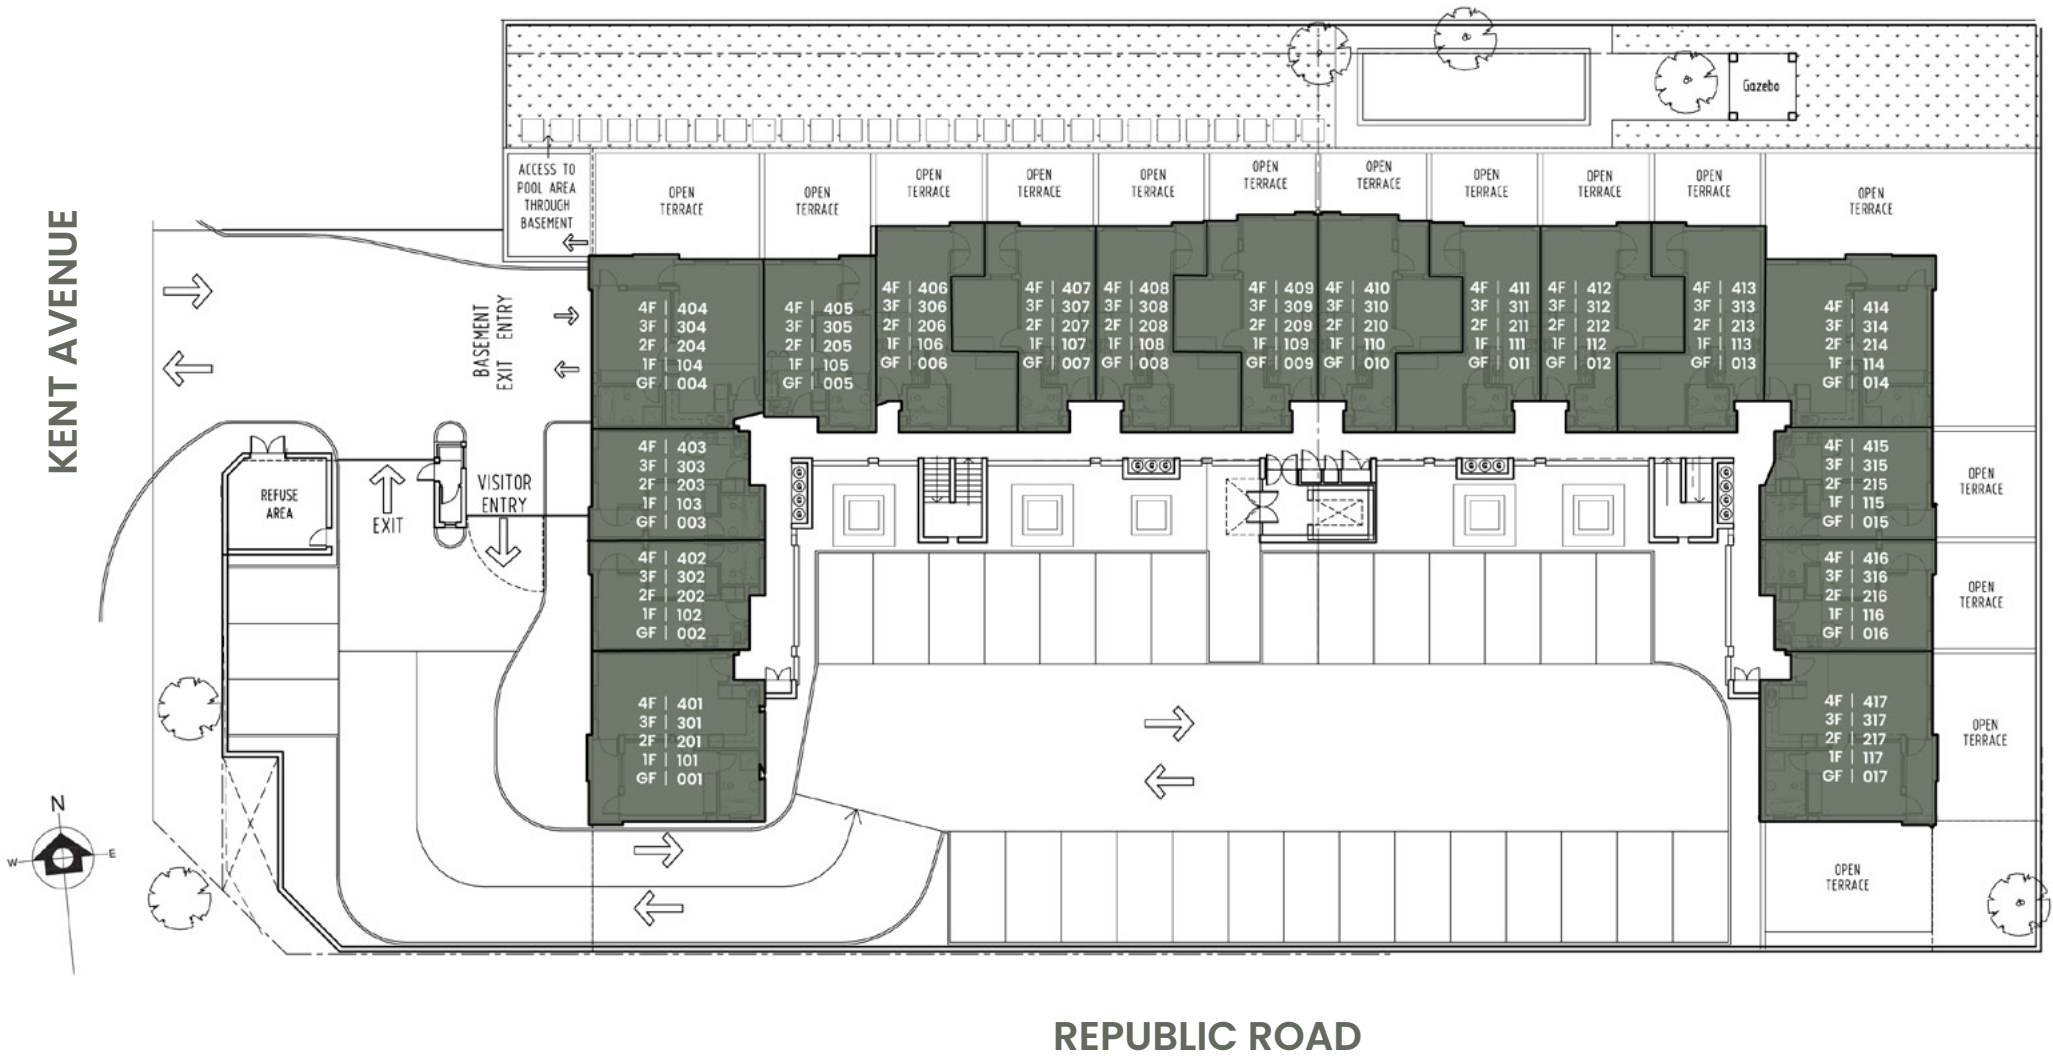 Gazebo
ACCESS TO
POOL AREA
THROUGH
BASEMENT
OPEN
TERRACE
OPEN
TERRACE
OPEN
TERRACE
OPEN
TERRACE
OPEN
TERRACE
OPEN
TERRACE
OPEN
TERRACE
OPEN
TERRACE
OPEN
TERRACE
OPEN
TERRACE
OPEN
TERRACE
KENT AVENUE
BASEMENT
EXIT ENTRY
4F | 404
3F | 304
2F | 204
1F | 104
GF | 004
4F | 405
3F | 305
2F | 205
1F | 105
GF | 005
4F | 406
3F | 306
2F | 206
1F | 106
GF | 006
4F | 407
3F | 307
2F | 207
1F | 107
GF | 007
4F | 408
3F | 308
2F | 208
1F | 108
GF | 008
4F | 409
3F | 309
2F | 209
1F | 109
GF | 009
4F | 410
3F | 310
2F | 210
1F | 110
GF | 010
4F | 411
3F | 311
2F | 211
1F | 111
GF | 011
4F | 412
3F | 312
2F | 212
1F | 112
GF | 012
4F | 413
3F | 313
2F | 213
1F | 113
GF | 013
4F | 414
3F | 314
2F | 214
1F | 114
GF | 014
REFUSE
AREA
EXIT
VISITOR
ENTRY
4F | 403
3F | 303
2F | 203
1F | 103
GF | 003
4F | 415
3F | 315
2F | 215
1F | 115
GF | 015
OPEN
TERRACE
4F | 402
3F | 302
2F | 202
1F | 102
GF | 002
4F | 416
3F | 316
2F | 216
1F | 116
GF | 016
OPEN
TERRACE
4F | 401
3F | 301
2F | 201
1F | 101
GF | 001
4F | 417
3F | 317
2F | 217
1F | 117
GF | 017
OPEN
TERRACE
OPEN
TERRACE
N
W
E
REPUBLIC ROAD